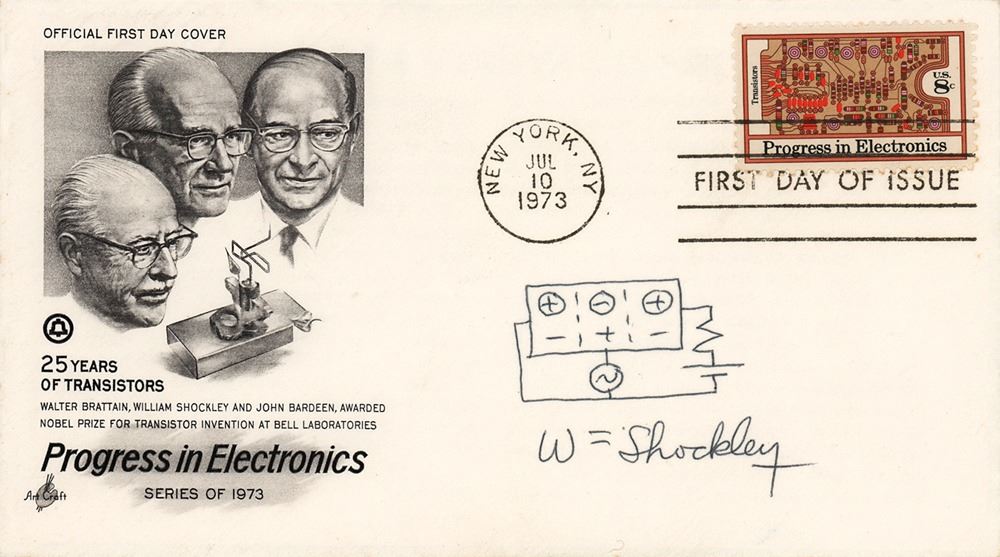 OFFICIAL FIRST DAY COVER
25 YEARS
OF TRANSISTORS
WALTER BRATTAIN, WILLIAM SHOCKLEY AND JOHN BARDEEN, AWARDED
NOBEL PRIZE FOR TRANSISTOR INVENTION AT BELL LABORATORIES
Progress in Electronics
SERIES OF 1973
Art Craft
NEW YORK, NY
JUL
10
1973
Transistors
U.S.
8c
Progress in Electronics
FIRST DAY OF ISSUE
+ − +
− + −
~
W = Shockley